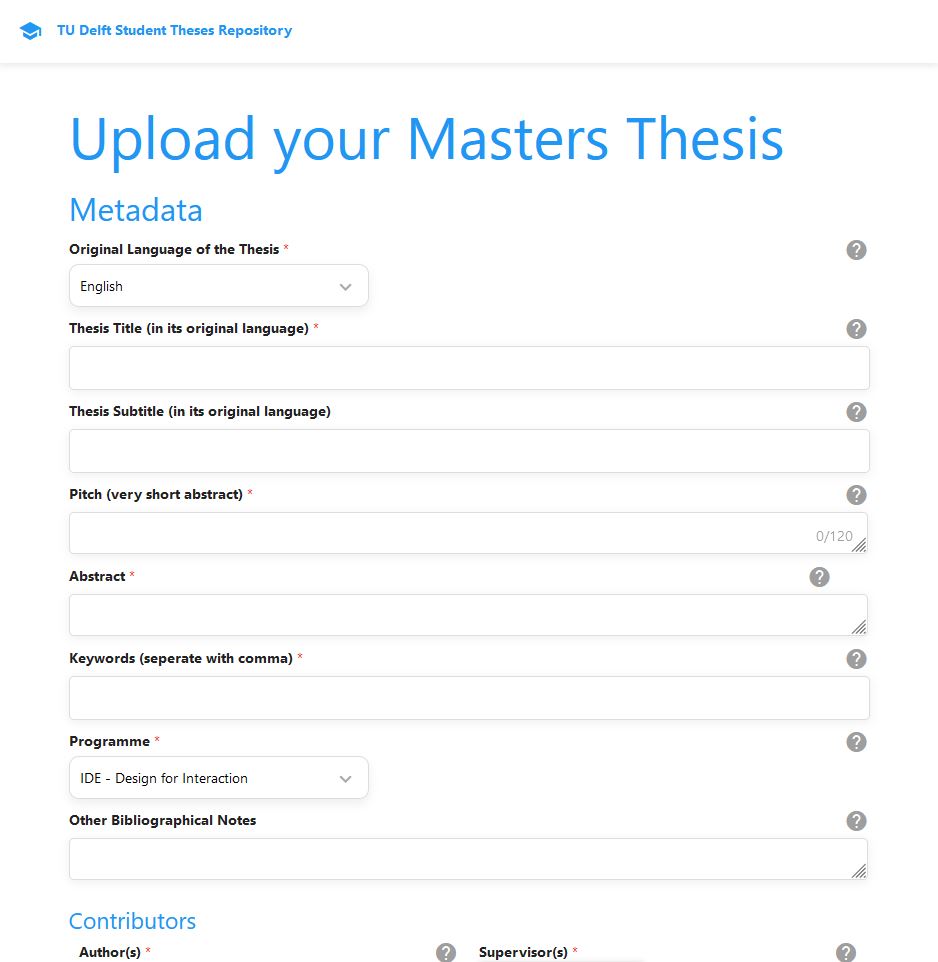 TU Delft Student Theses Repository
Upload your Masters Thesis
Metadata
Original Language of the Thesis *
English
Thesis Title (in its original language) *
Thesis Subtitle (in its original language)
Pitch (very short abstract) *
0/120
Abstract *
Keywords (seperate with comma) *
Programme *
IDE - Design for Interaction
Other Bibliographical Notes
Contributors
Author(s) * Supervisor(s) *